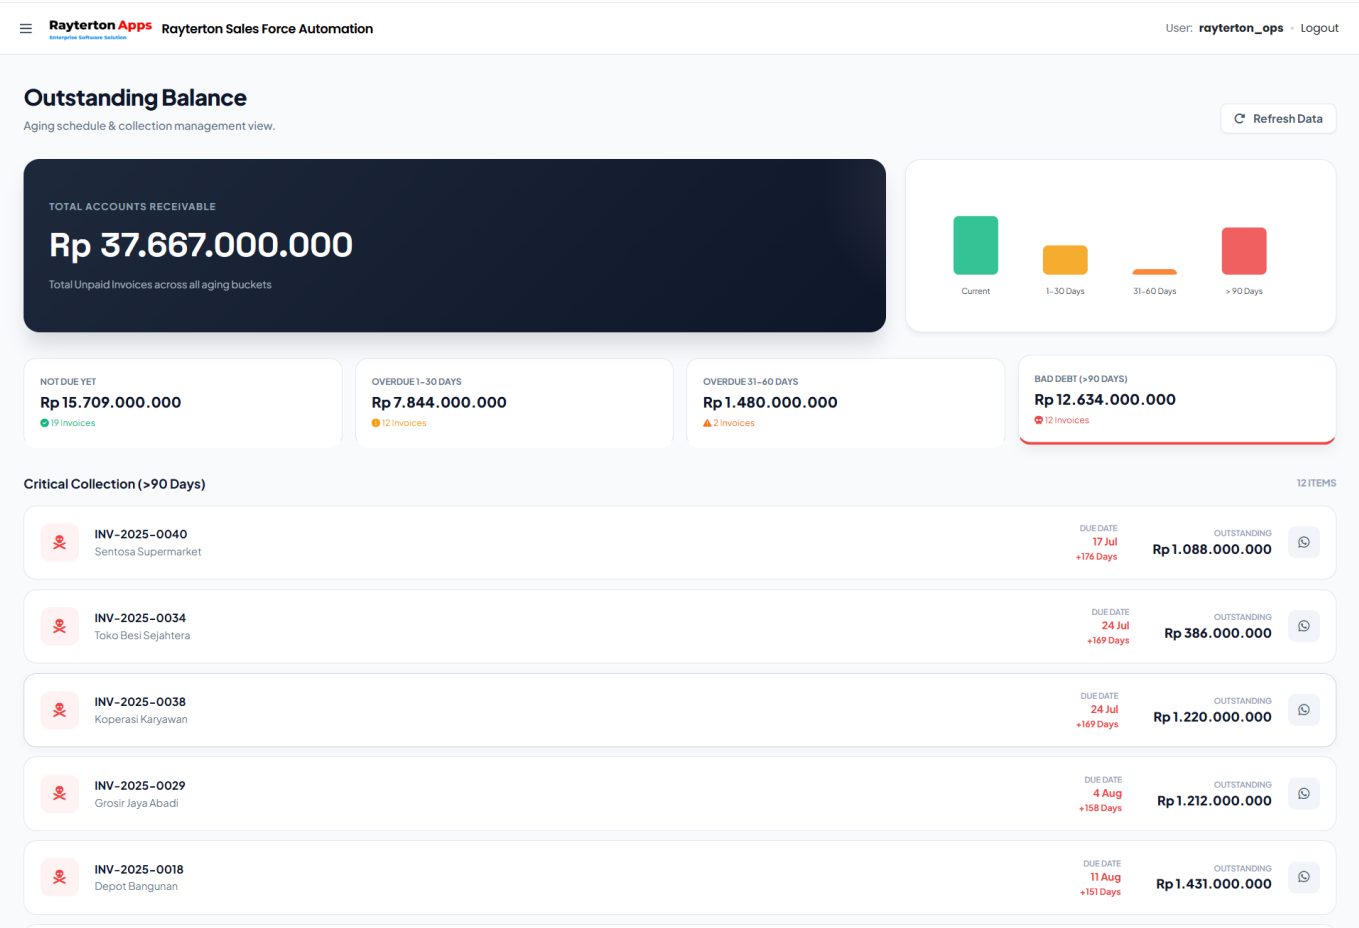 Rayterton Apps
Enterprise Software Solution
Rayterton Sales Force Automation
User: rayterton_ops • Logout
Outstanding Balance
Aging schedule & collection management view.
Refresh Data
TOTAL ACCOUNTS RECEIVABLE
Rp 37.667.000.000
Total Unpaid Invoices across all aging buckets
Current
1-30 Days
31-60 Days
> 90 Days
NOT DUE YET
Rp 15.709.000.000
19 Invoices
OVERDUE 1-30 DAYS
Rp 7.844.000.000
12 Invoices
OVERDUE 31-60 DAYS
Rp 1.480.000.000
2 Invoices
BAD DEBT (>90 DAYS)
Rp 12.634.000.000
12 Invoices
Critical Collection (>90 Days)
12 ITEMS
INV-2025-0040
Sentosa Supermarket
DUE DATE
17 Jul
+176 Days
OUTSTANDING
Rp 1.088.000.000
INV-2025-0034
Toko Besi Sejahtera
DUE DATE
24 Jul
+169 Days
OUTSTANDING
Rp 386.000.000
INV-2025-0038
Koperasi Karyawan
DUE DATE
24 Jul
+169 Days
OUTSTANDING
Rp 1.220.000.000
INV-2025-0029
Grosir Jaya Abadi
DUE DATE
4 Aug
+158 Days
OUTSTANDING
Rp 1.212.000.000
INV-2025-0018
Depot Bangunan
DUE DATE
11 Aug
+151 Days
OUTSTANDING
Rp 1.431.000.000